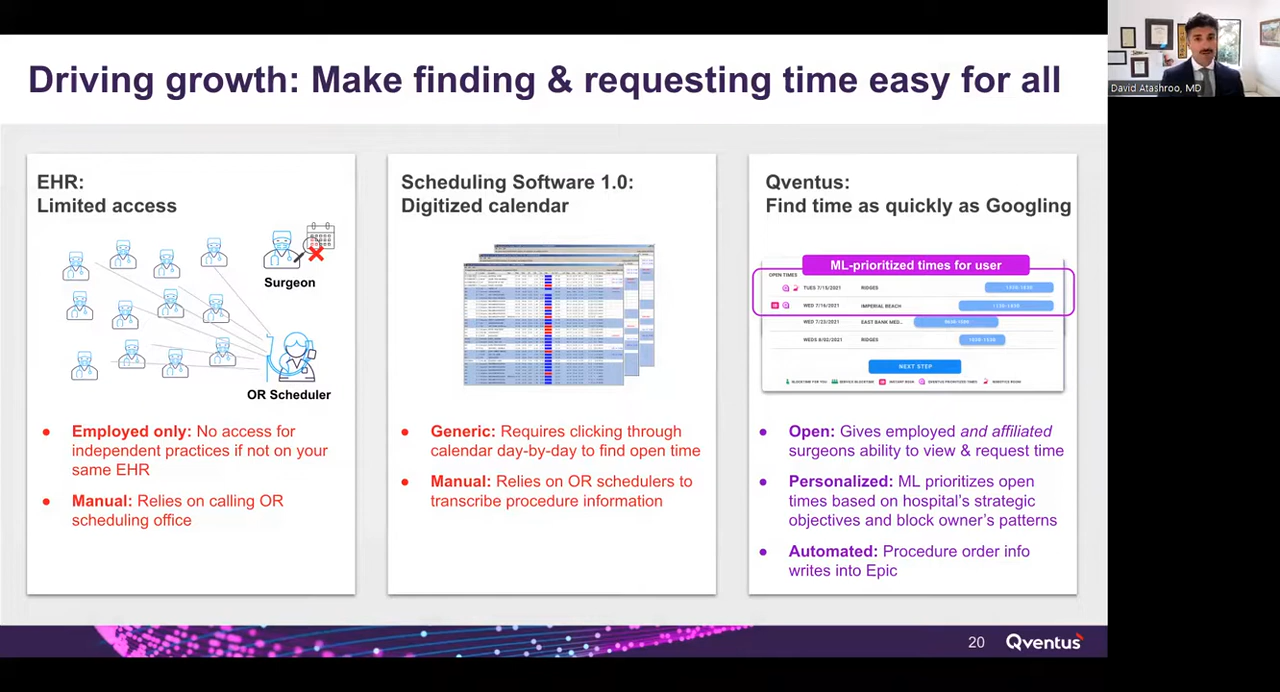 Driving growth: Make finding & requesting time easy for all
David Atashroo, MD
EHR:
Limited access
Surgeon
OR Scheduler
● Employed only: No access for
independent practices if not on your
same EHR
● Manual: Relies on calling OR
scheduling office
Scheduling Software 1.0:
Digitized calendar
● Generic: Requires clicking through
calendar day-by-day to find open time
● Manual: Relies on OR schedulers to
transcribe procedure information
Qventus:
Find time as quickly as Googling
ML-prioritized times for user
OPEN TIMES
TUES 7/15/2021 RIDGES
WED 7/16/2021 IMPERIAL BEACH
WED 7/23/2021 EAST BANK MED...
WEDS 8/02/2021 RIDGES
NEXT STEP
● Open: Gives employed and affiliated
surgeons ability to view & request time
● Personalized: ML prioritizes open
times based on hospital's strategic
objectives and block owner's patterns
● Automated: Procedure order info
writes into Epic
20 Qventus